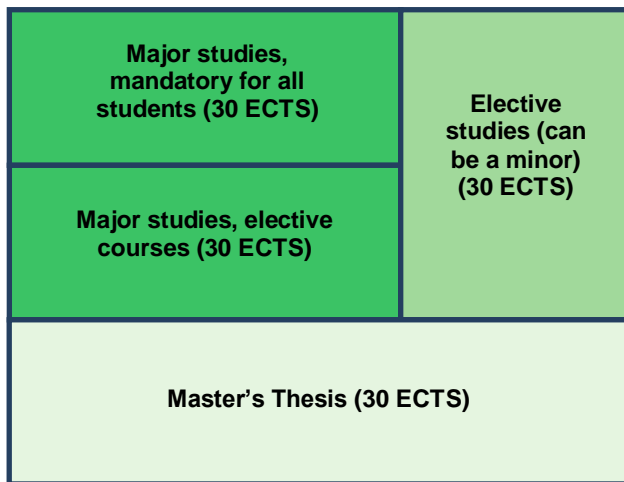 Major studies,
mandatory for all
students (30 ECTS)
Elective
studies (can
be a minor)
(30 ECTS)
Major studies, elective
courses (30 ECTS)
Master’s Thesis (30 ECTS)